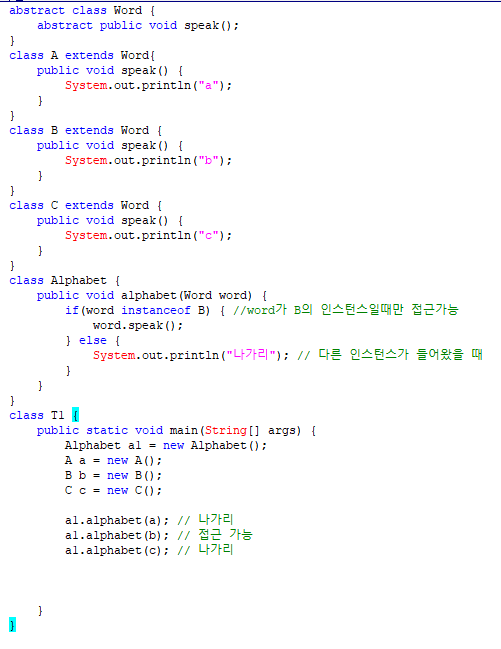 abstract class Word {
    abstract public void speak();
}
class A extends Word{
    public void speak() {
        System.out.println("a");
    }
}
class B extends Word {
    public void speak() {
        System.out.println("b");
    }
}
class C extends Word {
    public void speak() {
        System.out.println("c");
    }
}
class Alphabet {
    public void alphabet(Word word) {
        if(word instanceof B) { //word가 B의 인스턴스일때만 접근가능
            word.speak();
        } else {
            System.out.println("나가리"); // 다른 인스턴스가 들어왔을 때
        }
    }
}
class T1 {
    public static void main(String[] args) {
        Alphabet al = new Alphabet();
        A a = new A();
        B b = new B();
        C c = new C();
        al.alphabet(a); // 나가리
        al.alphabet(b); // 접근 가능
        al.alphabet(c); // 나가리
    }
}